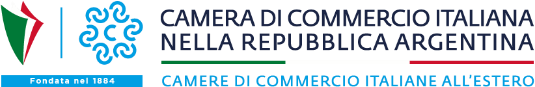 CAMERA DI COMMERCIO ITALIANA
NELLA REPUBBLICA ARGENTINA
Fondata nel 1884
CAMERE DI COMMERCIO ITALIANE ALL'ESTERO